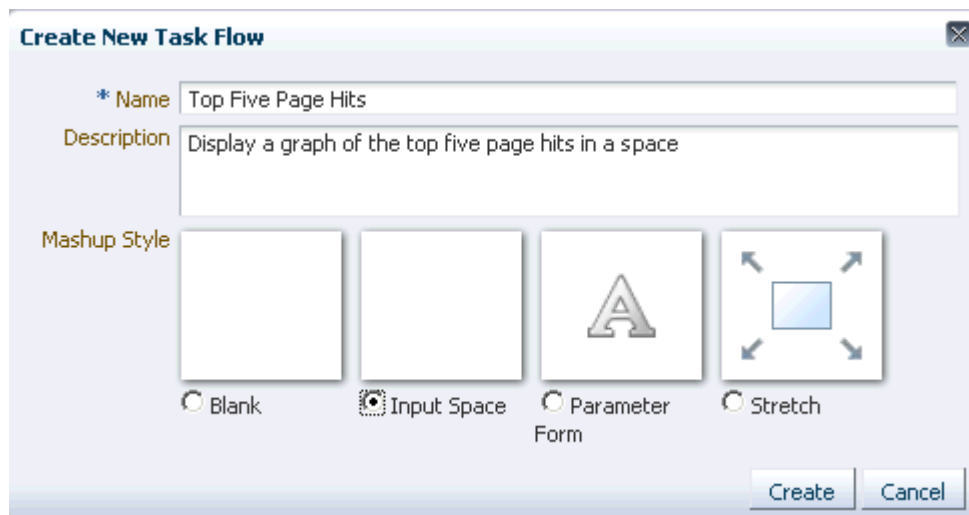 Create New Task Flow
* Name Top Five Page Hits
Description Display a graph of the top five page hits in a space
Mashup Style
A
Blank Input Space Parameter Form Stretch
Create Cancel